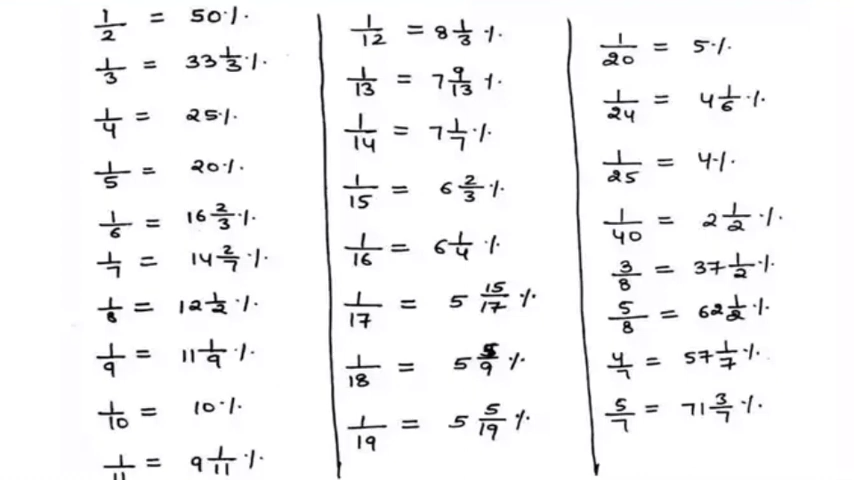 1/2 = 50%
1/3 = 33 1/3 %
1/4 = 25%
1/5 = 20%
1/6 = 16 2/3 %
1/7 = 14 2/7 %
1/8 = 12 1/2 %
1/9 = 11 1/9 %
1/10 = 10%
1/11 = 9 1/11 %
1/12 = 8 1/3 %
1/13 = 7 9/13 %
1/14 = 7 1/7 %
1/15 = 6 2/3 %
1/16 = 6 1/4 %
1/17 = 5 15/17 %
1/18 = 5 5/9 %
1/19 = 5 5/19 %
1/20 = 5%
1/24 = 4 1/6 %
1/25 = 4%
1/40 = 2 1/2 %
3/8 = 37 1/2 %
5/8 = 62 1/2 %
4/7 = 57 1/7 %
5/7 = 71 3/7 %